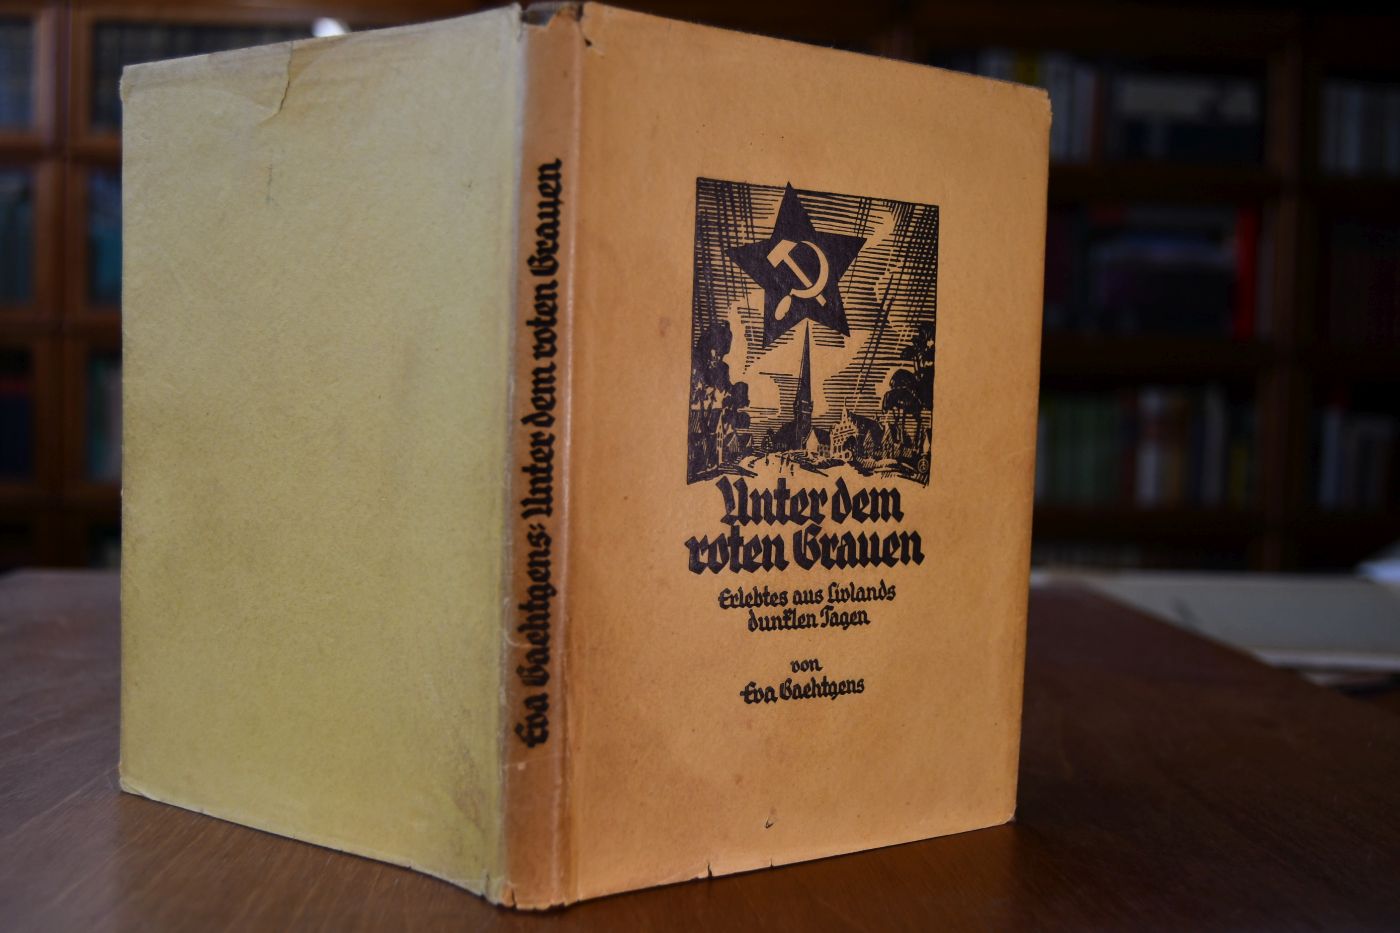 Eva Gaehtgens: Unter dem roten Grauen
Unter dem
roten Grauen
Erlebtes aus Livlands
dunklen Tagen
von
Eva Gaehtgens